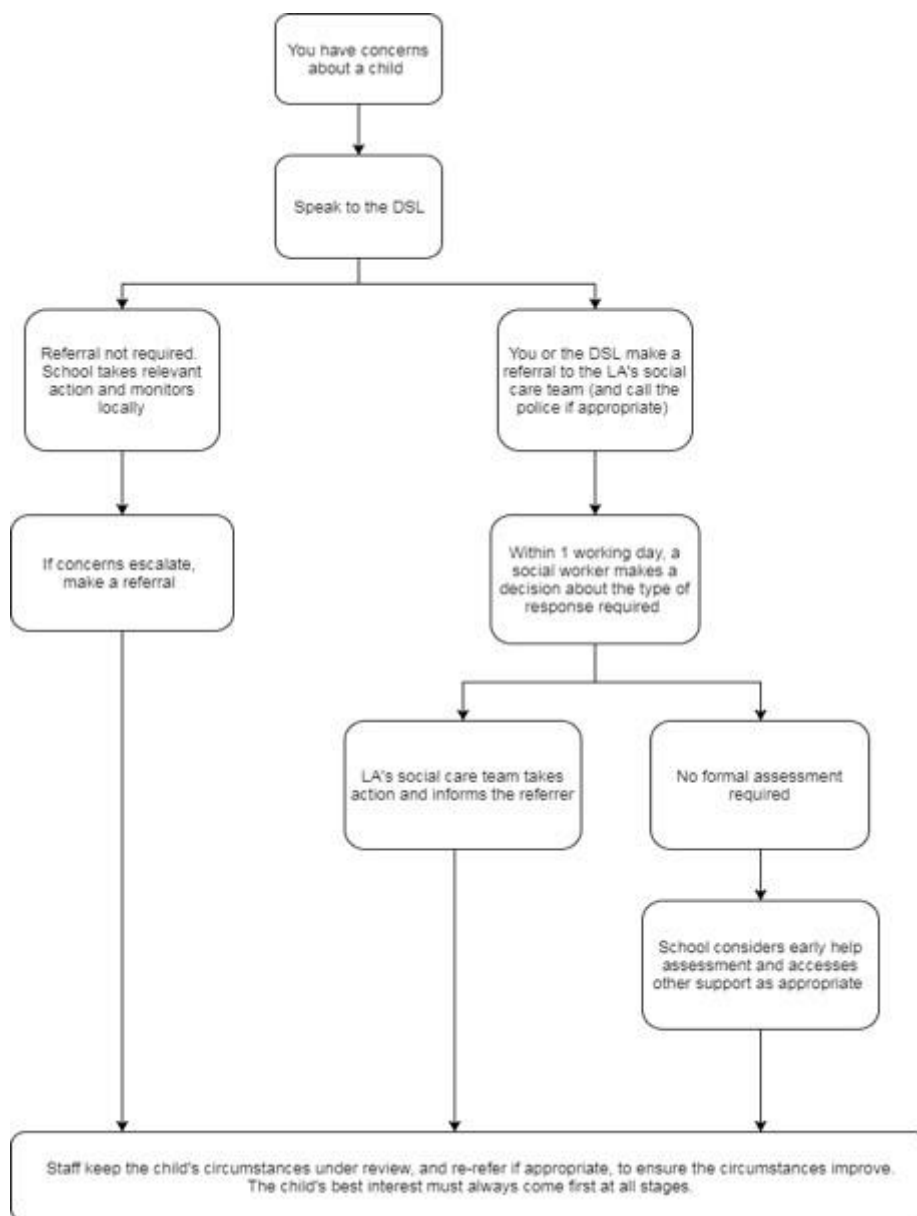 You have concerns
about a child
Speak to the DSL
Referral not required.
School takes relevant
action and monitors
locally
You or the DSL make a
referral to the LA's social
care team (and call the
police if appropriate)
If concerns escalate,
make a referral
Within 1 working day, a
social worker makes a
decision about the type of
response required
LA's social care team takes
action and informs the referrer
No formal assessment
required
School considers early help
assessment and accesses
other support as appropriate
Staff keep the child's circumstances under review, and re-refer if appropriate, to ensure the circumstances improve.
The child's best interest must always come first at all stages.